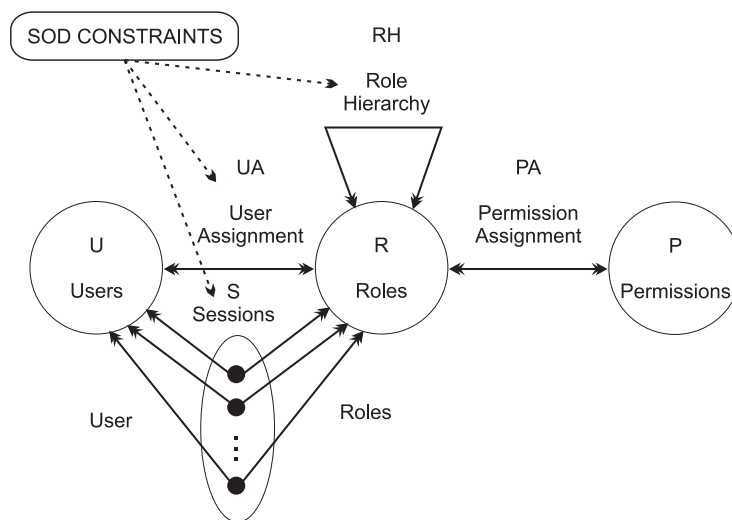 SOD CONSTRAINTS
RH
Role
Hierarchy
UA
PA
User
Assignment
Permission
Assignment
U
Users
R
Roles
P
Permissions
S
Sessions
User
Roles